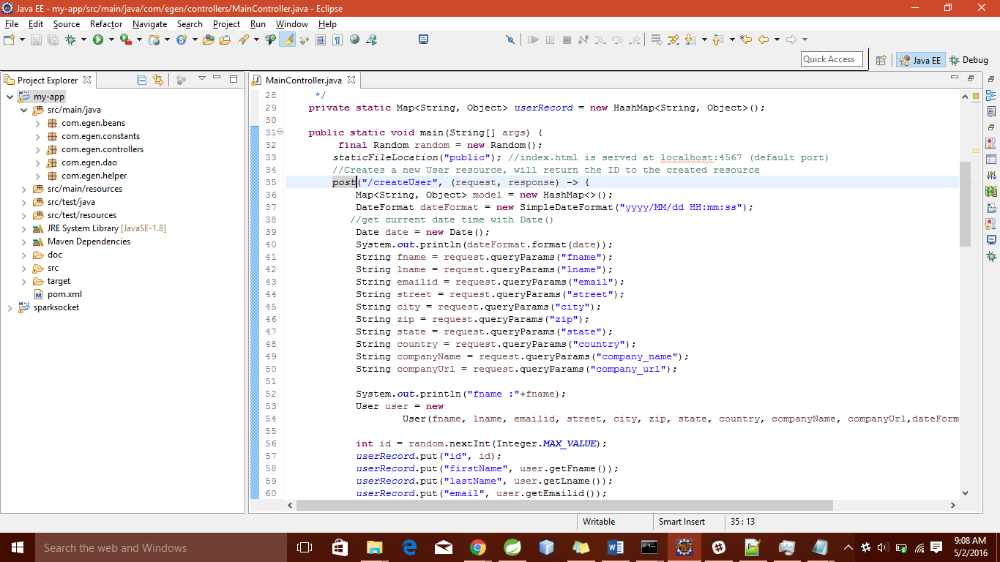 Java EE - my-app/src/main/java/com/egen/controllers/MainController.java - Eclipse
File Edit Source Refactor Navigate Search Project Run Window Help
Quick Access Java EE Debug
Project Explorer
my-app
src/main/java
com.egen.beans
com.egen.constants
com.egen.controllers
com.egen.dao
com.egen.helper
src/main/resources
src/test/java
src/test/resources
JRE System Library [JavaSE-1.8]
Maven Dependencies
doc
src
target
pom.xml
sparksocket
MainController.java
28 */
29 private static Map<String, Object> userRecord = new HashMap<String, Object>();
30
31 public static void main(String[] args) {
32 final Random random = new Random();
33 staticFileLocation("public"); //index.html is served at localhost:4567 (default port)
34 //Creates a new User resource, will return the ID to the created resource
35 post("/createUser", (request, response) -> {
36 Map<String, Object> model = new HashMap<>();
37 DateFormat dateFormat = new SimpleDateFormat("yyyy/MM/dd HH:mm:ss");
38 //get current date time with Date()
39 Date date = new Date();
40 System.out.println(dateFormat.format(date));
41 String fname = request.queryParams("fname");
42 String lname = request.queryParams("lname");
43 String emailid = request.queryParams("email");
44 String street = request.queryParams("street");
45 String city = request.queryParams("city");
46 String zip = request.queryParams("zip");
47 String state = request.queryParams("state");
48 String country = request.queryParams("country");
49 String companyName = request.queryParams("company_name");
50 String companyUrl = request.queryParams("company_url");
51
52 System.out.println("fname :"+fname);
53 User user = new
54 User(fname, lname, emailid, street, city, zip, state, country, companyName, companyUrl,dateForm
55
56 int id = random.nextInt(Integer.MAX_VALUE);
57 userRecord.put("id", id);
58 userRecord.put("firstName", user.getFname());
59 userRecord.put("lastName", user.getLname());
60 userRecord.put("email", user.getEmailid());
Writable Smart Insert 35 : 13
Search the web and Windows
9:08 AM
5/2/2016